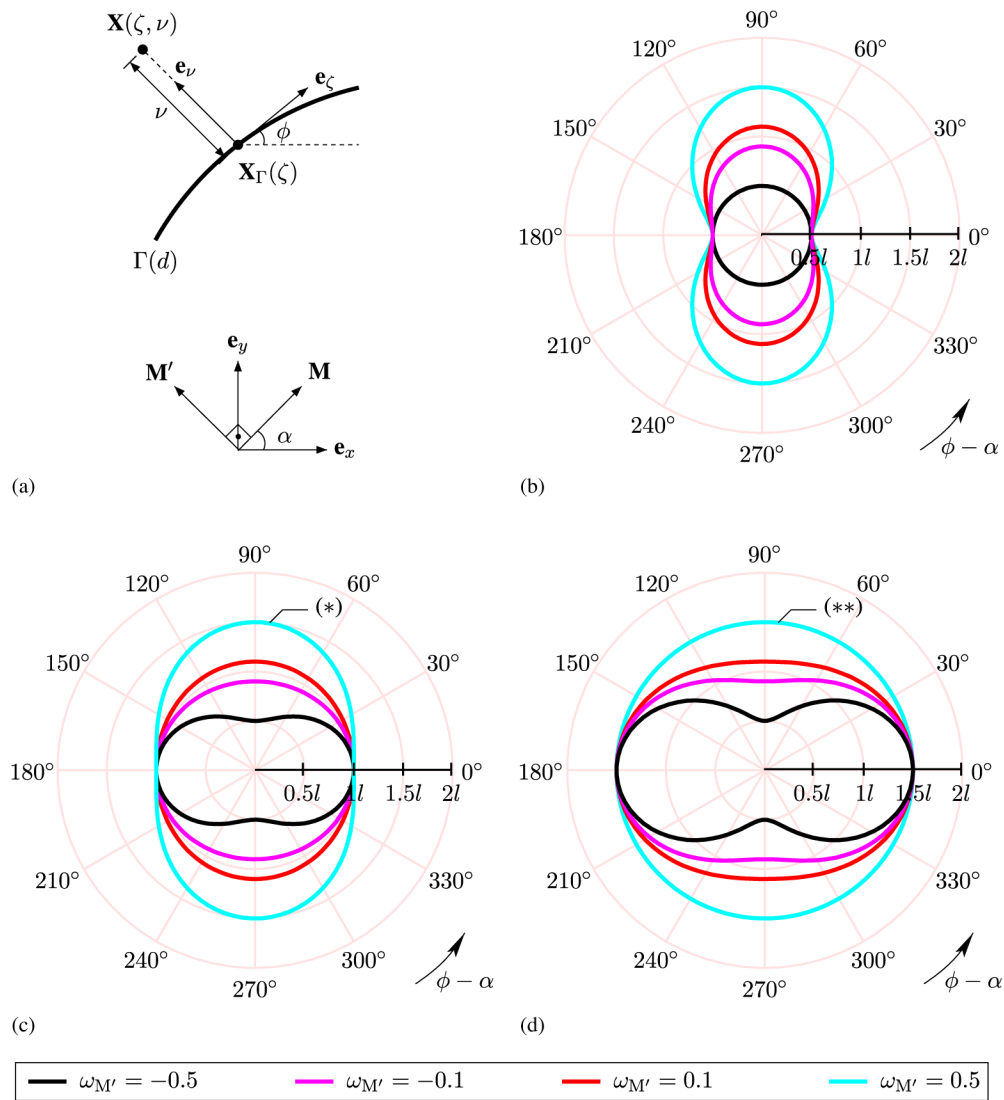 X(ζ, ν)
e_ν
e_ζ
ν
ϕ
X_Γ(ζ)
Γ(d)
e_y
M′
M
α
e_x
(a)
90°
120°
60°
150°
30°
180°
0°
0.5l
1l
1.5l
2l
210°
330°
240°
300°
270°
ϕ − α
(b)
90°
120°
(∗)
60°
150°
30°
180°
0°
0.5l
1l
1.5l
2l
210°
330°
240°
300°
270°
ϕ − α
(c)
90°
120°
(∗∗)
60°
150°
30°
180°
0°
0.5l
1l
1.5l
2l
210°
330°
240°
300°
270°
ϕ − α
(d)
ω_M′ = −0.5
ω_M′ = −0.1
ω_M′ = 0.1
ω_M′ = 0.5